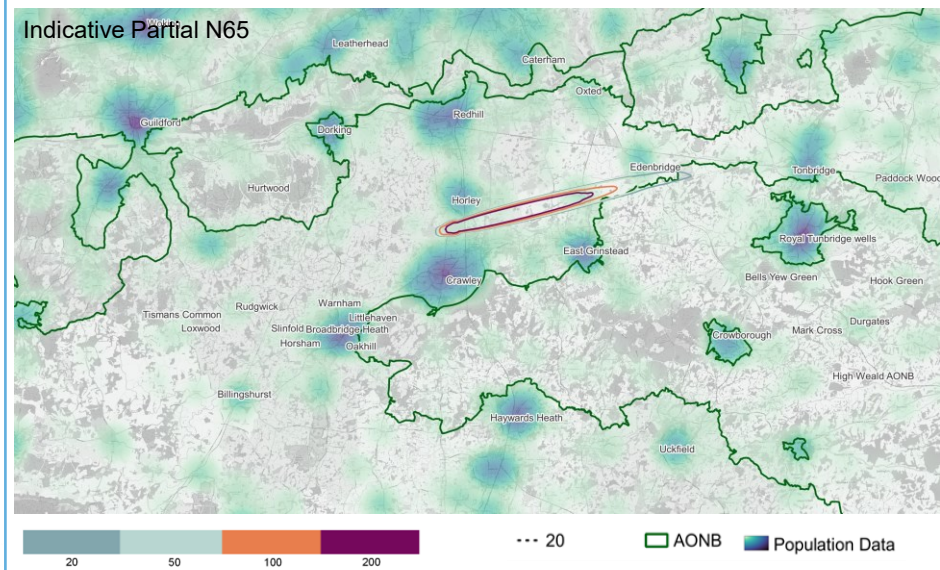 Indicative Partial N65
Woking
Leatherhead
Caterham
Oxted
Guildford
Redhill
Dorking
Edenbridge
Tonbridge
Paddock Wood
Hurtwood
Horley
Royal Tunbridge wells
East Grinstead
Crawley
Bells Yew Green
Hook Green
Warnham
Rudgwick
Tismans Common
Littlehaven
Loxwood
Slinfold Broadbridge Heath
Durgates
Mark Cross
Crowborough
Horsham
Oakhill
High Weald AONB
Billingshurst
Haywards Heath
Uckfield
--- 20
AONB
Population Data
20 50 100 200